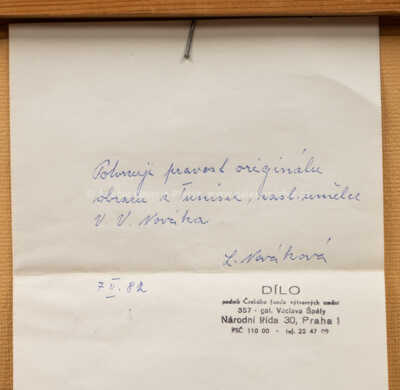 Potvrzuji pravost originálu
obrazu z Tunisu, nást. umělce
V. V. Nováka
L. Nováková
7. V. 82
DÍLO
podnik Českého fondu výtvarných umění
357 - gal. Václava Špály
Národní třída 30, Praha 1
PSČ 110 00 - tel. 22 47 09